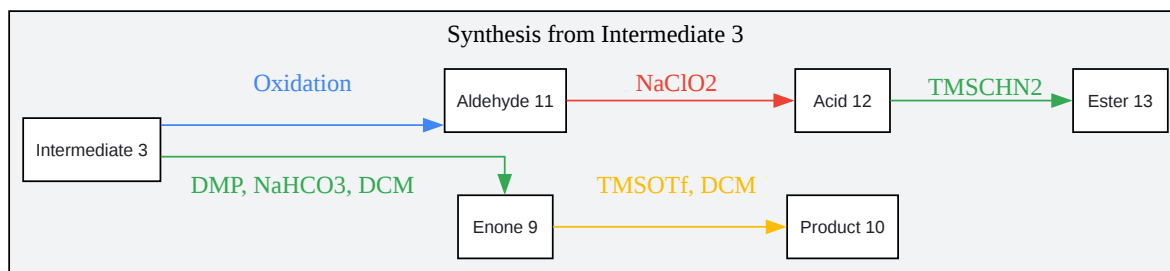 Synthesis from Intermediate 3
Oxidation
NaClO2
TMSCHN2
Aldehyde 11
Acid 12
Ester 13
Intermediate 3
DMP, NaHCO3, DCM
TMSOTf, DCM
Enone 9
Product 10